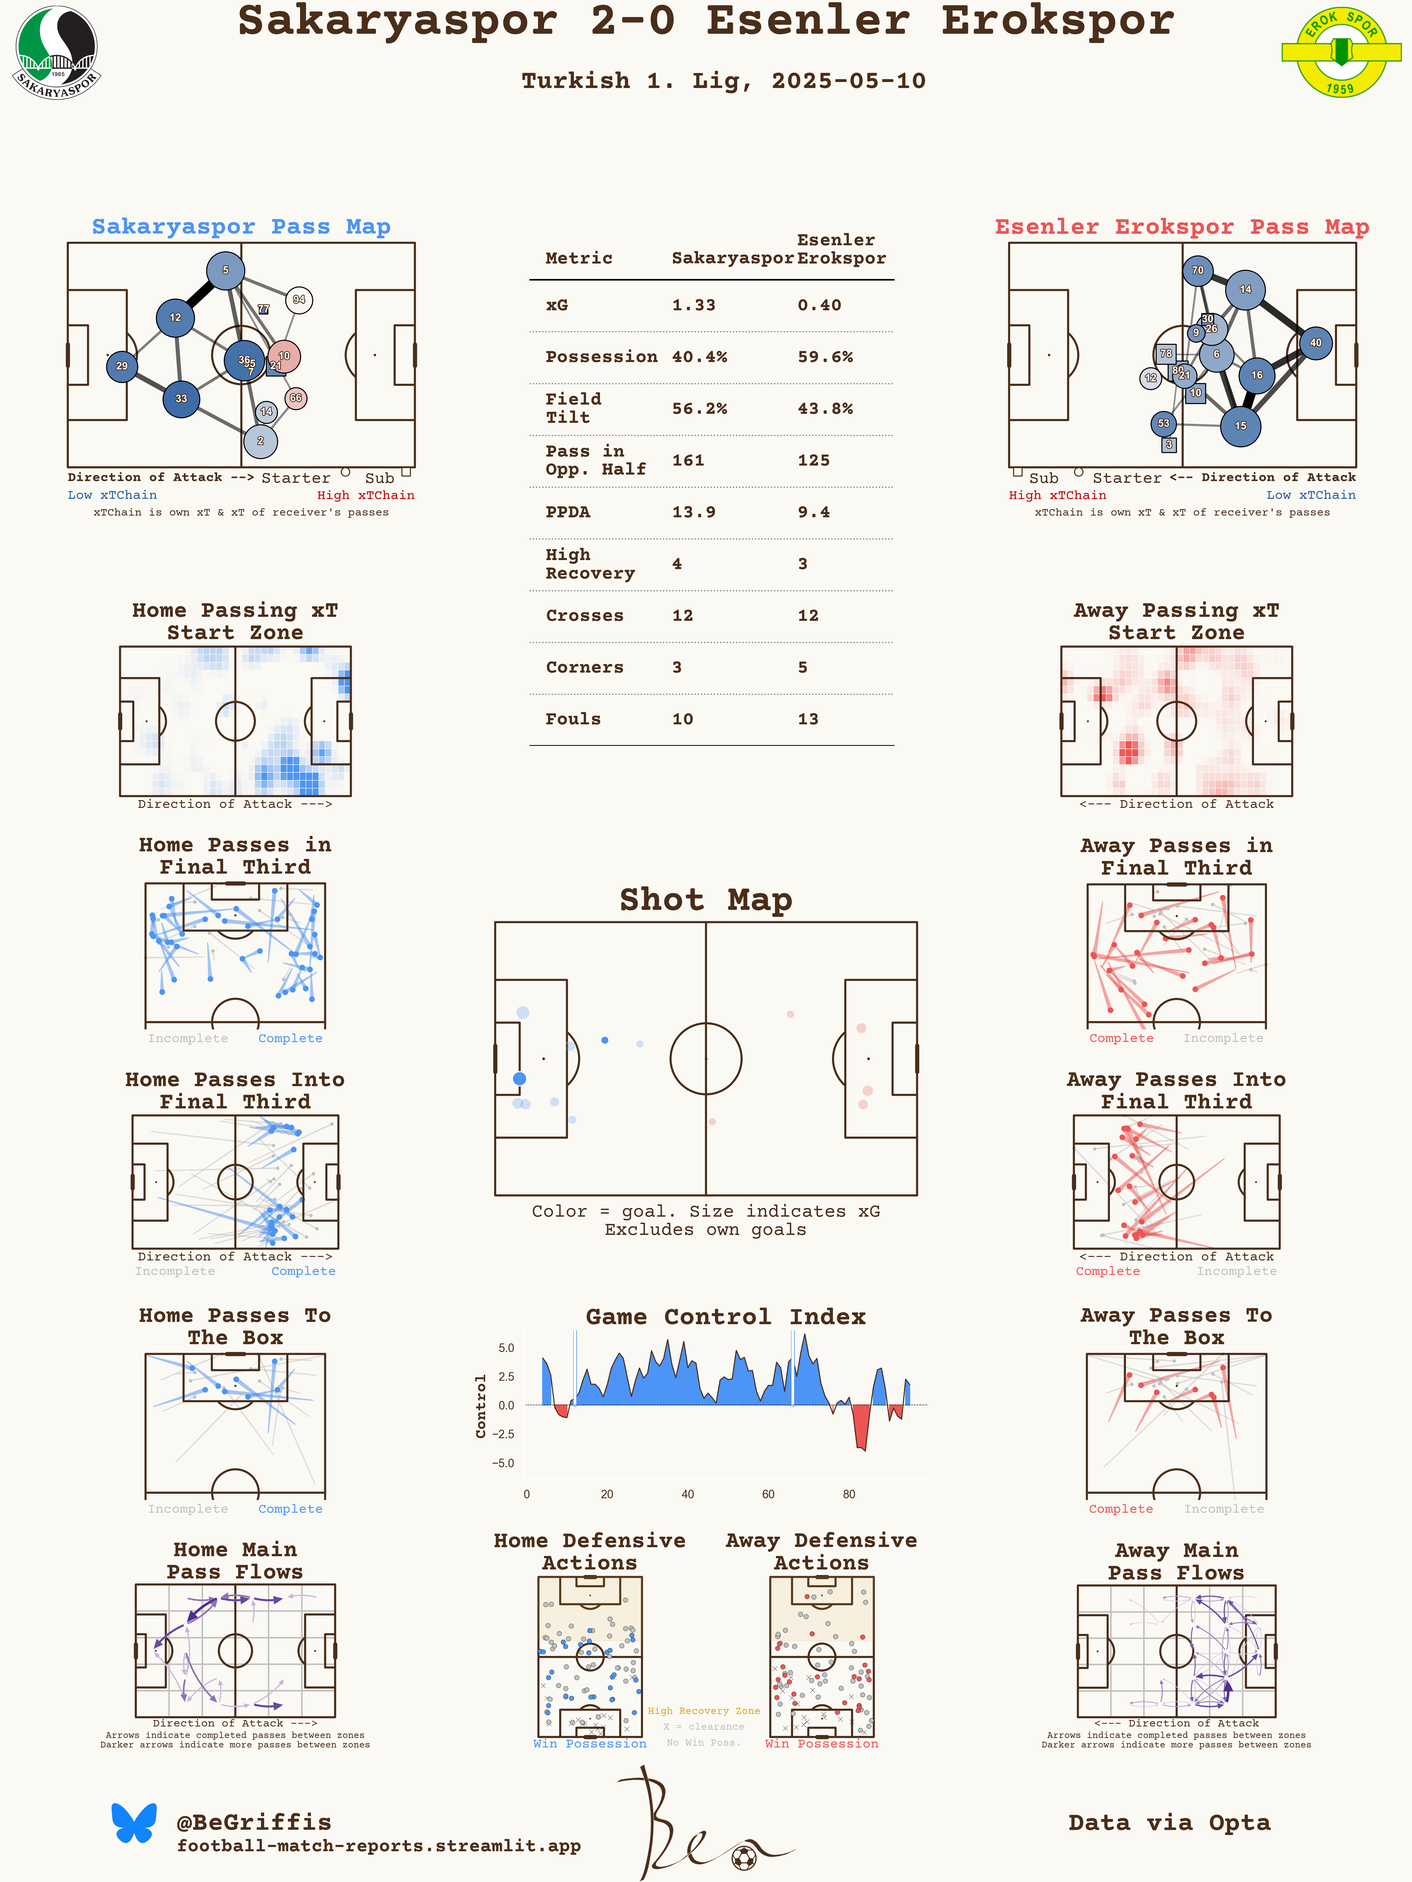 Sakaryaspor 2-0 Esenler Erokspor
Turkish 1. Lig, 2025-05-10
1965
SAKARYASPOR
EROK SPOR
1959
Sakaryaspor Pass Map
5
94
77
12
36
10
21
7
29
33
66
14
2
Direction of Attack --> Starter Sub
Low xTChain High xTChain
xTChain is own xT & xT of receiver's passes
Metric Sakaryaspor Esenler Erokspor
xG 1.33 0.40
Possession 40.4% 59.6%
Field Tilt 56.2% 43.8%
Pass in Opp. Half 161 125
PPDA 13.9 9.4
High Recovery 4 3
Crosses 12 12
Corners 3 5
Fouls 10 13
Esenler Erokspor Pass Map
70
14
30
26
9
40
78
6
12
21
16
10
53
15
3
Sub Starter <-- Direction of Attack
High xTChain Low xTChain
xTChain is own xT & xT of receiver's passes
Home Passing xT
Start Zone
Direction of Attack --->
Away Passing xT
Start Zone
<--- Direction of Attack
Home Passes in
Final Third
Incomplete Complete
Away Passes in
Final Third
Complete Incomplete
Shot Map
Color = goal. Size indicates xG
Excludes own goals
Home Passes Into
Final Third
Direction of Attack --->
Incomplete Complete
Away Passes Into
Final Third
<--- Direction of Attack
Complete Incomplete
Home Passes To
The Box
Incomplete Complete
Game Control Index
Control
5.0
2.5
0.0
−2.5
−5.0
0 20 40 60 80
Away Passes To
The Box
Complete Incomplete
Home Main
Pass Flows
Direction of Attack --->
Arrows indicate completed passes between zones
Darker arrows indicate more passes between zones
Home Defensive
Actions
Win Possession
High Recovery Zone
X = clearance
No Win Poss.
Away Defensive
Actions
Win Possession
Away Main
Pass Flows
<--- Direction of Attack
Arrows indicate completed passes between zones
Darker arrows indicate more passes between zones
@BeGriffis
football-match-reports.streamlit.app
Ben
Data via Opta